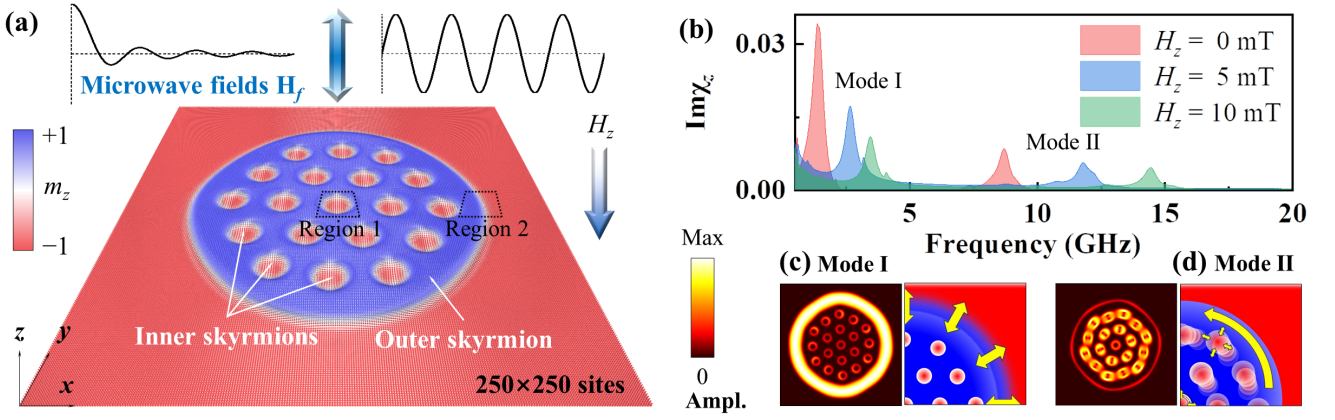 (a)
Microwave fields H_f
+1
m_z
−1
H_z
Region 1
Region 2
Inner skyrmions
Outer skyrmion
z
y
x
250×250 sites
(b)
Imχ_z
0.03
0.00
Mode I
Mode II
H_z = 0 mT
H_z = 5 mT
H_z = 10 mT
5
10
15
20
Frequency (GHz)
Max
0
Ampl.
(c) Mode I
(d) Mode II